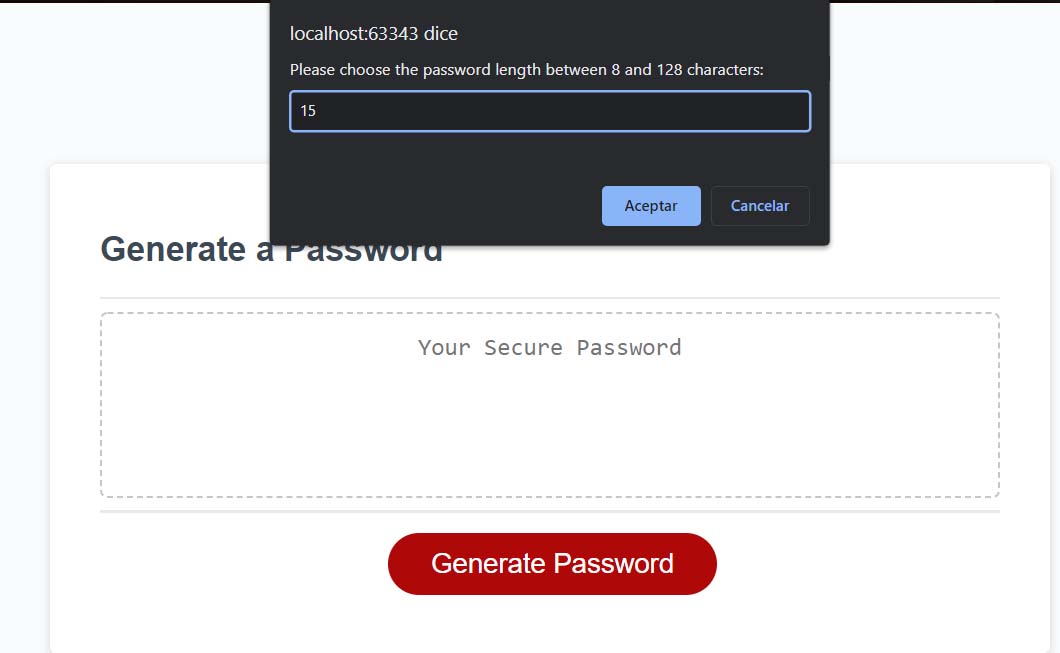 localhost:63343 dice
Please choose the password length between 8 and 128 characters:
15
Aceptar Cancelar
Generate a Password
Your Secure Password
Generate Password